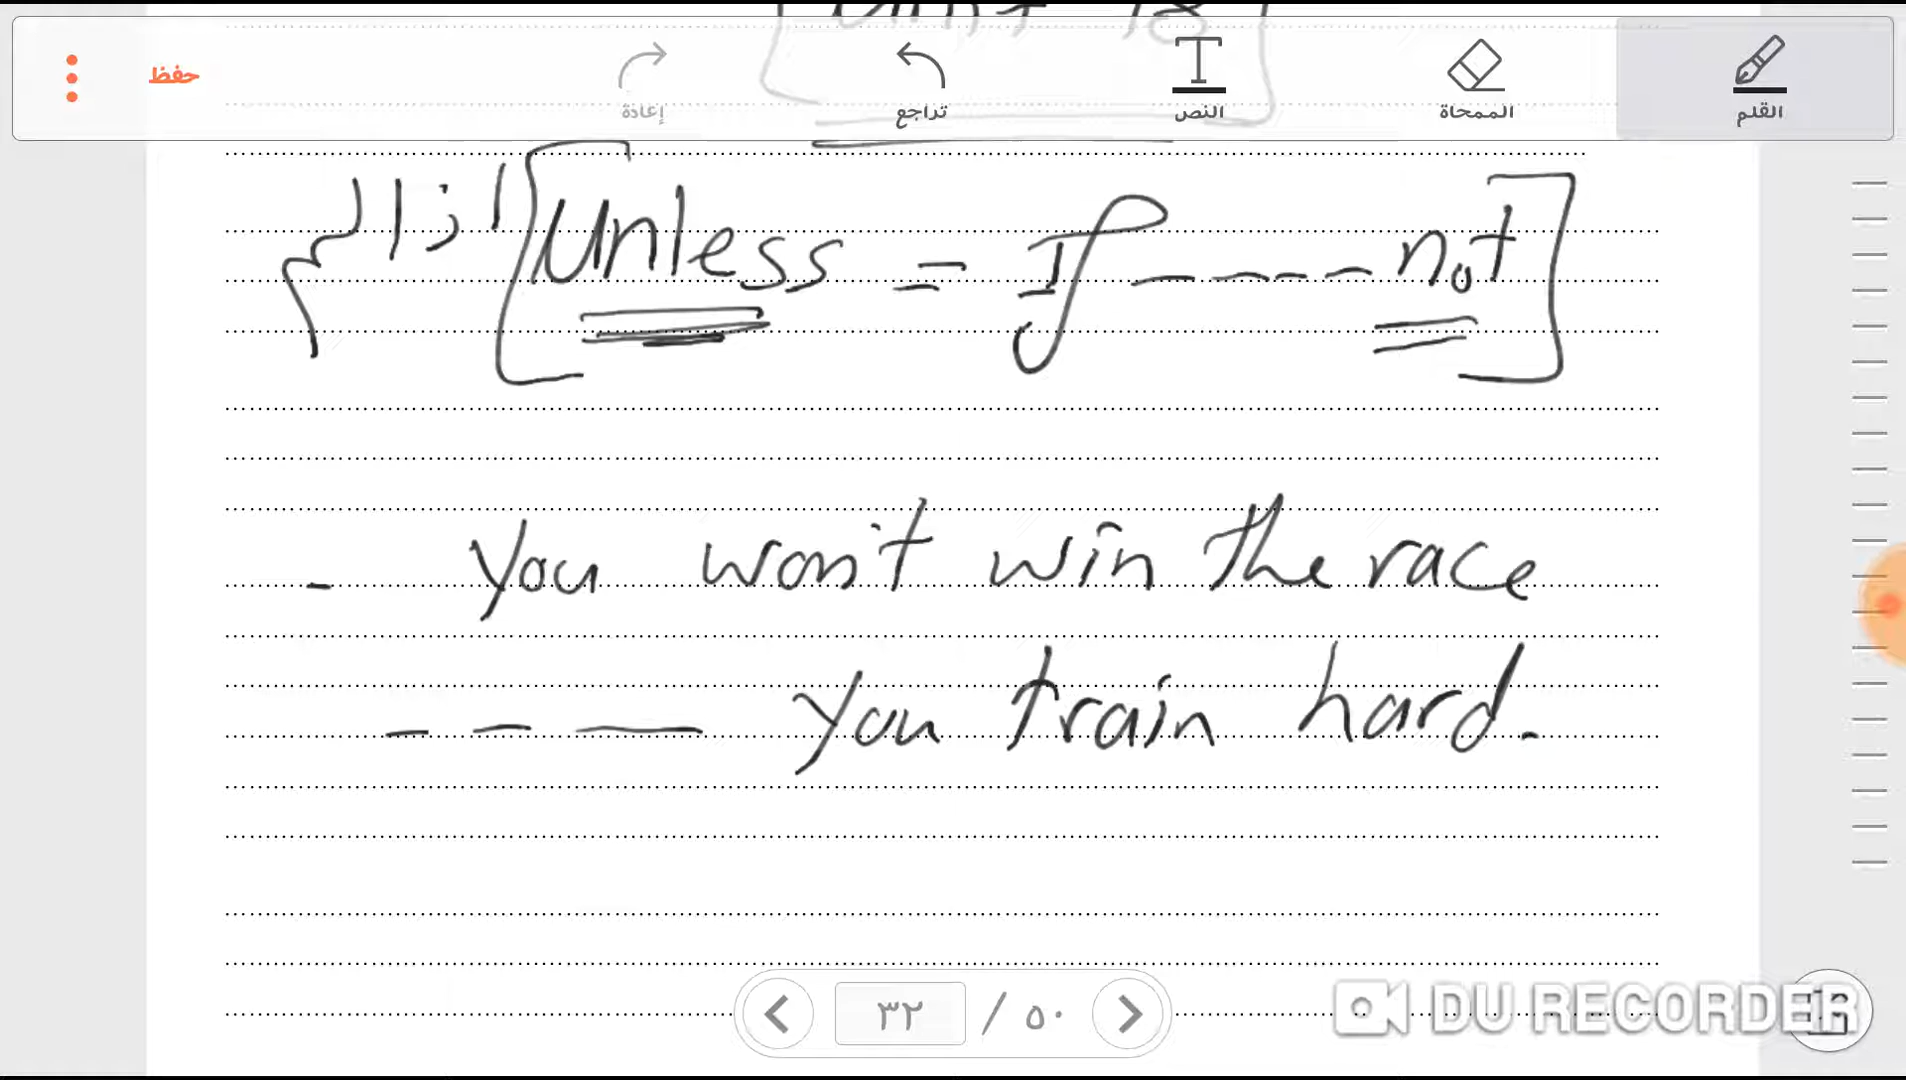 حفظ إعادة تراجع النص الممحاة القلم
إذا Unless = If ---- not
- You won't win the race
--- you train hard.
٣٢ / ٥٠
DU RECORDER